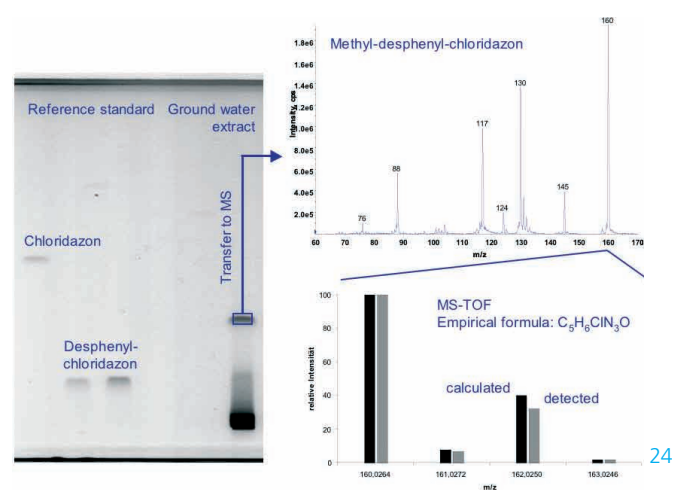 Reference standard
Ground water
extract
Transfer to MS
Chloridazon
Desphenyl-
chloridazon
Methyl-desphenyl-chloridazon
Intensity, cps
1.8e6
1.6e6
1.4e6
1.2e6
1.0e6
8.0e5
6.0e5
4.0e5
2.0e5
76
88
117
124
130
145
160
60 70 80 90 100 110 120 130 140 150 160 170
m/z
MS-TOF
Empirical formula: C₅H₆ClN₃O
calculated
detected
relative Intensität
100
80
60
40
20
0
160,0264 161,0272 162,0250 163,0246
m/z
24